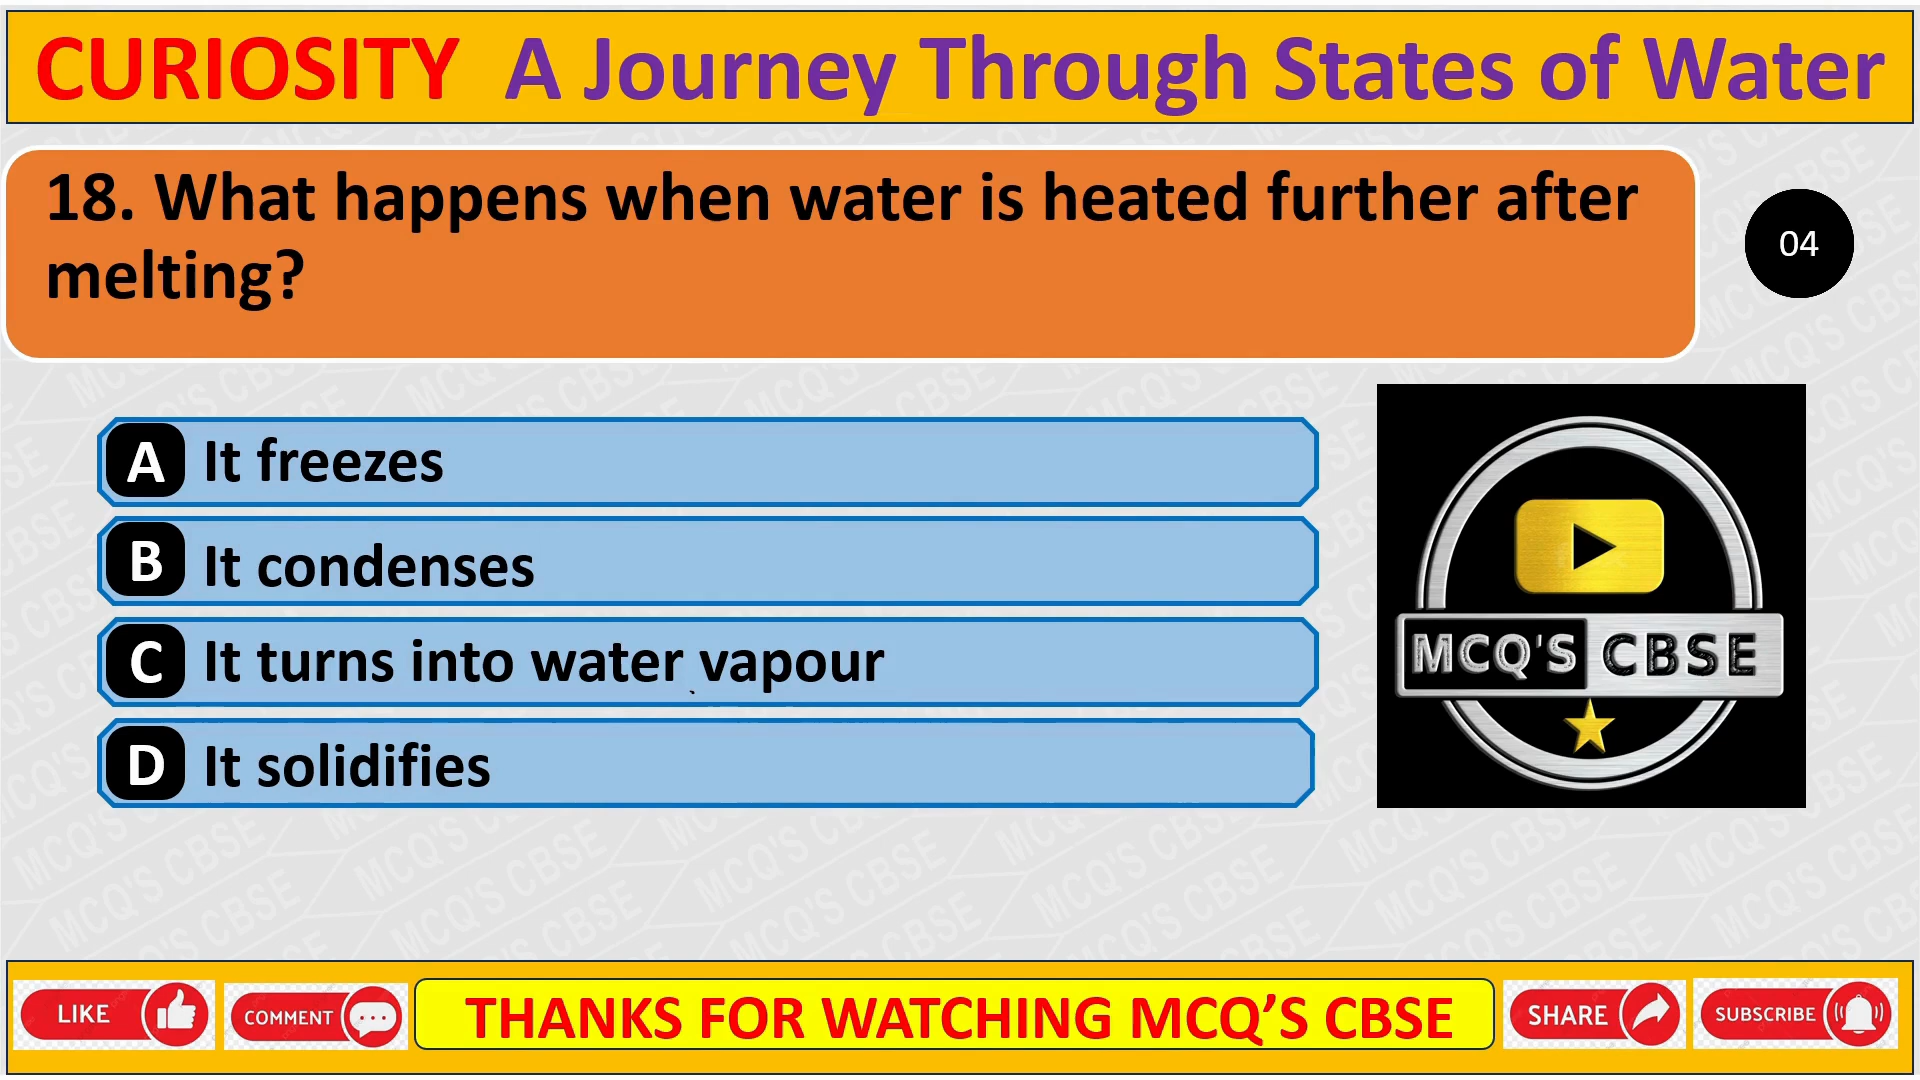 CURIOSITY A Journey Through States of Water
18. What happens when water is heated further after
melting?
04
A It freezes
B It condenses
C It turns into water vapour
D It solidifies
MCQ'S CBSE
LIKE
COMMENT
THANKS FOR WATCHING MCQ’S CBSE
SHARE
SUBSCRIBE